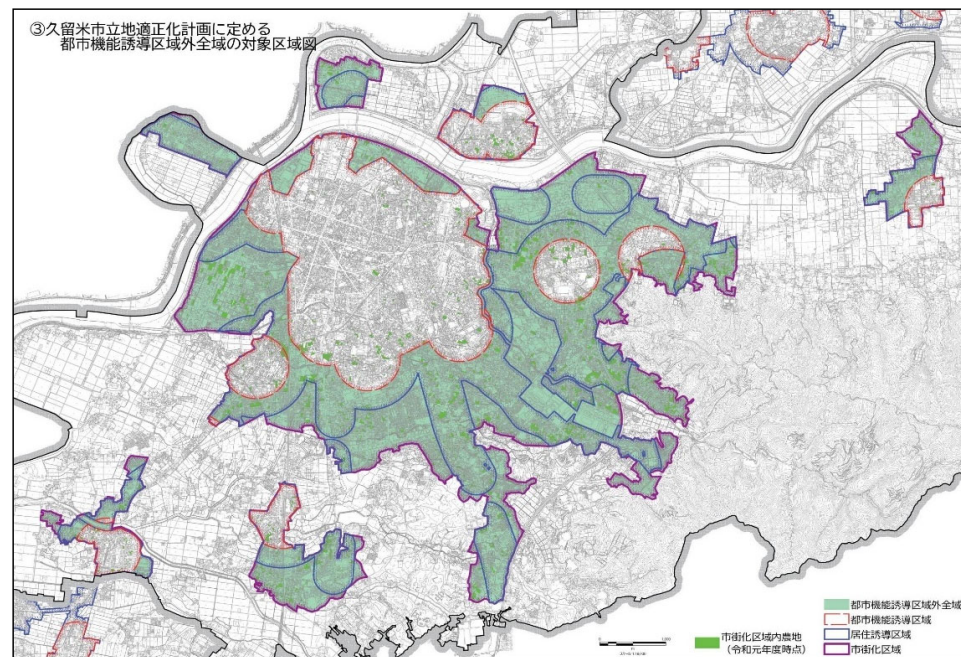 ③久留米市立地適正化計画に定める
都市機能誘導区域外全域の対象区域図
市街化区域内農地
(令和元年度時点)
都市機能誘導区域外全域
都市機能誘導区域
居住誘導区域
市街化区域